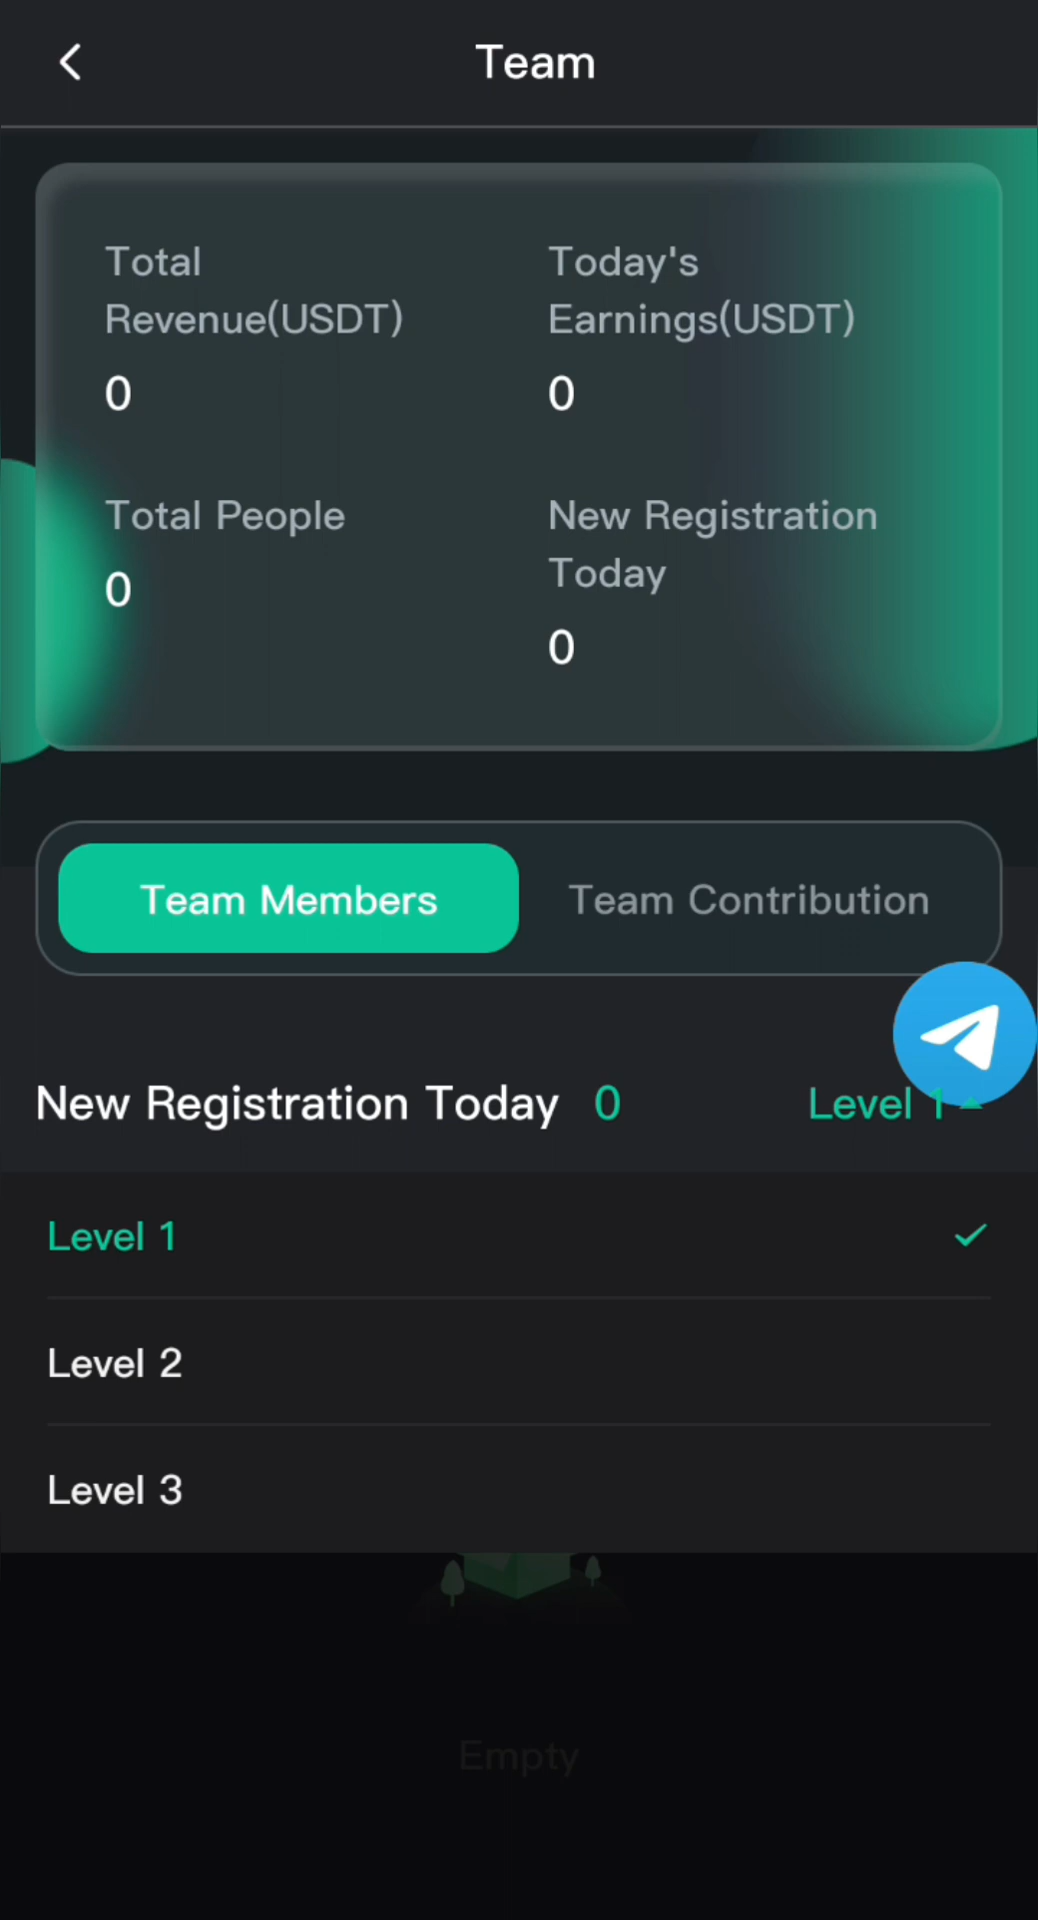 Team
Total
Revenue(USDT)
0
Today's
Earnings(USDT)
0
Total People
0
New Registration
Today
0
Team Members
Team Contribution
New Registration Today 0
Level 1
Level 1
Level 2
Level 3
Empty